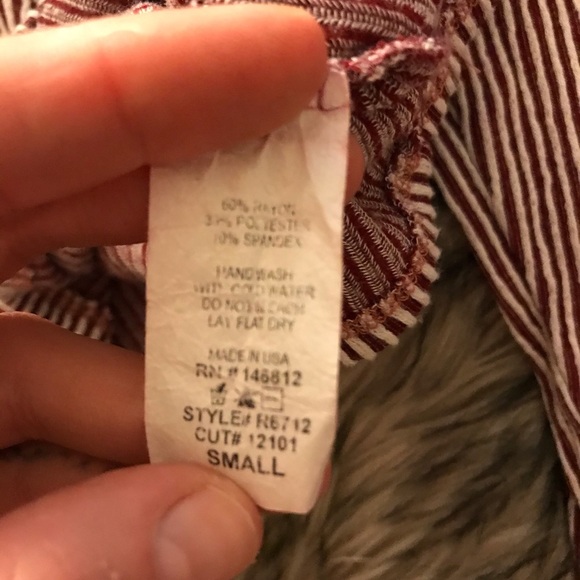 60% RAYON
POLYESTER
10% SPANDEX
HANDWASH
WITH COLD WATER
DO NOT BLEACH
LAY FLAT DRY
MADE IN USA
RN # 146812
STYLE# R6712
CUT# 12101
SMALL